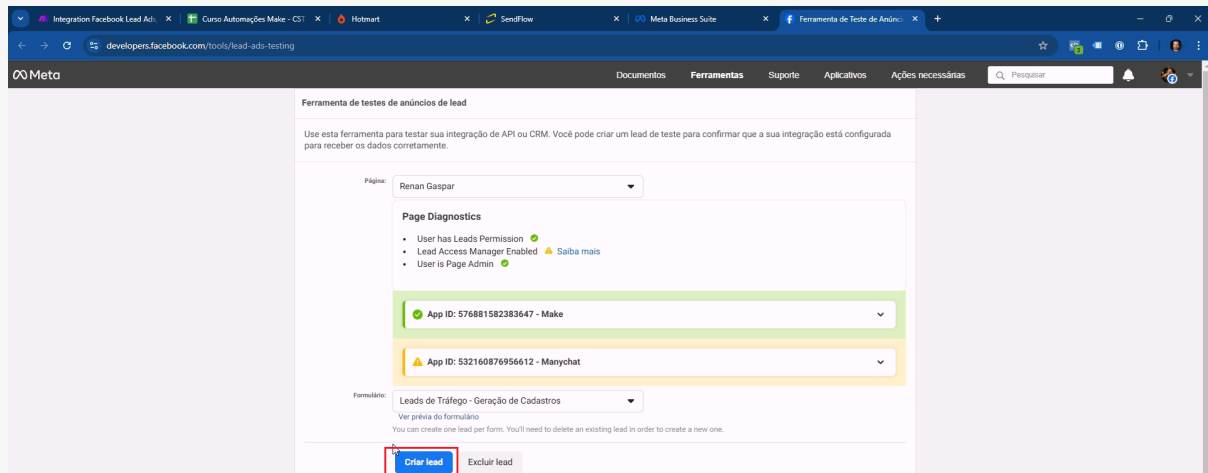 Integration Facebook Lead Ads
Curso Automações Make - CST
Hotmart
SendFlow
Meta Business Suite
Ferramenta de Teste de Anúnci
developers.facebook.com/tools/lead-ads-testing
Meta
Documentos
Ferramentas
Suporte
Aplicativos
Ações necessárias
Pesquisar
Ferramenta de testes de anúncios de lead
Use esta ferramenta para testar sua integração de API ou CRM. Você pode criar um lead de teste para confirmar que a sua integração está configurada
para receber os dados corretamente.
Página:
Renan Gaspar
Page Diagnostics
User has Leads Permission
Lead Access Manager Enabled Saiba mais
User is Page Admin
App ID: 576881582383647 - Make
App ID: 532160876956612 - Manychat
Formulário:
Leads de Tráfego - Geração de Cadastros
Ver prévia do formulário
You can create one lead per form. You'll need to delete an existing lead in order to create a new one.
Criar lead
Excluir lead